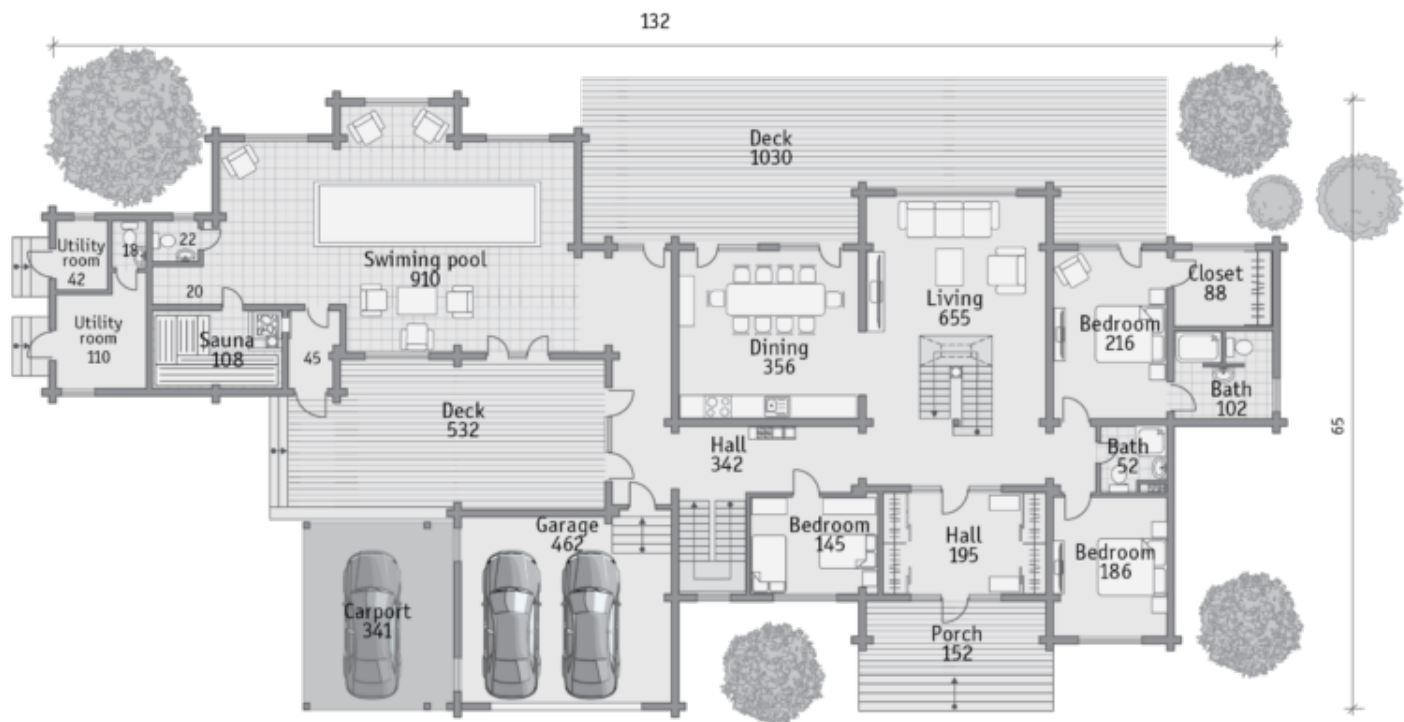 132
Deck
1030
65
Utility
room
42
18
22
20
Swiming pool
910
Utility
room
110
Sauna
108
45
Dining
356
Living
655
Closet
88
Bedroom
216
Bath
102
Deck
532
Hall
342
Bath
52
Garage
462
Bedroom
145
Hall
195
Bedroom
186
Carport
341
Porch
152